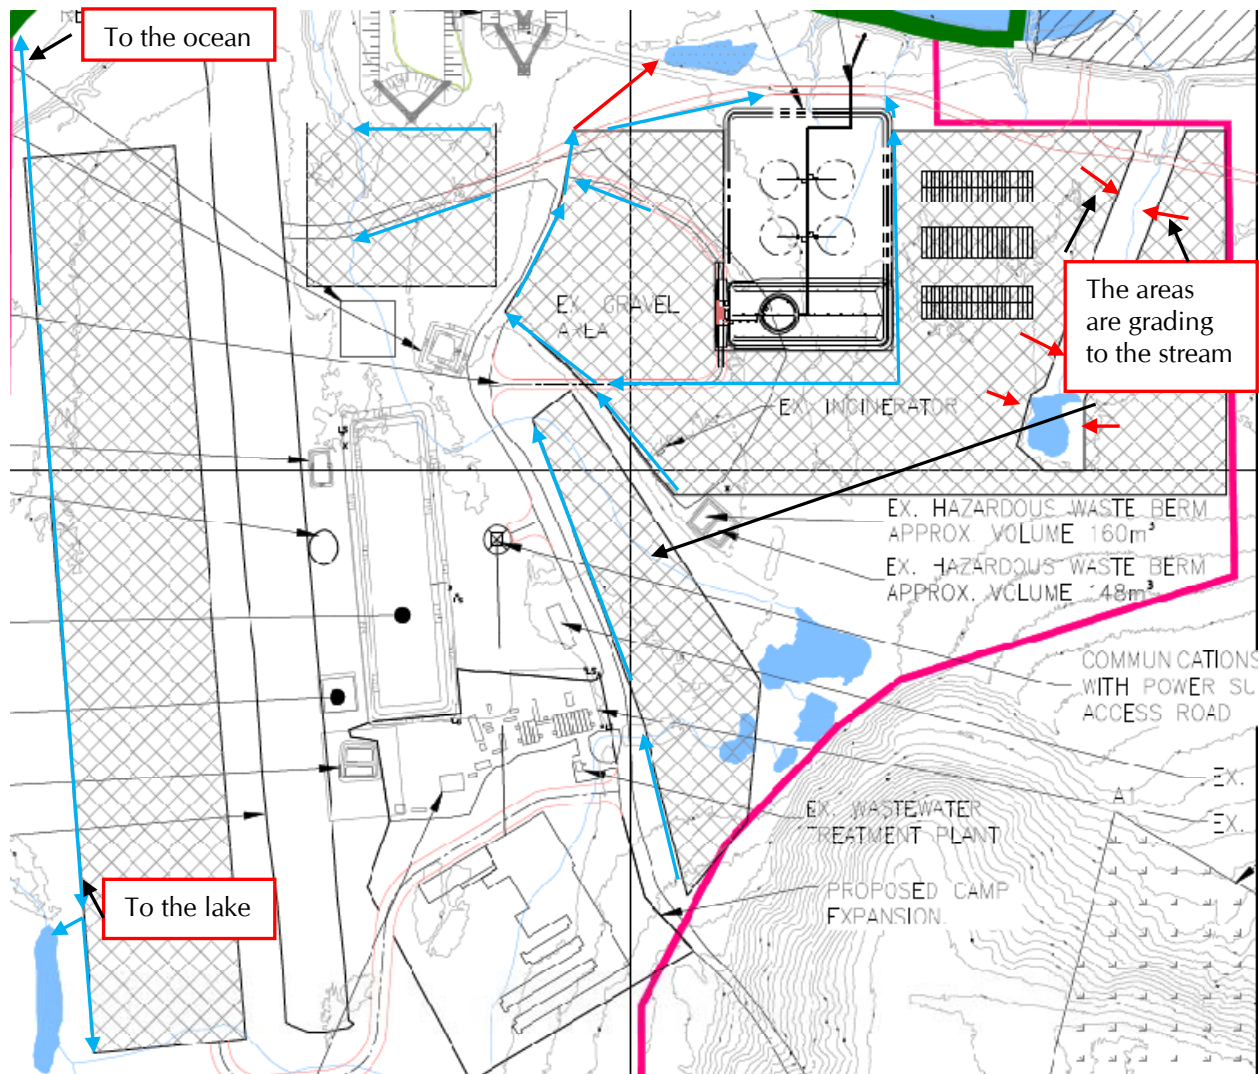 To the ocean
The areas
are grading
to the stream
EX. GRAVEL
AREA
EX. INCINERATOR
EX. HAZARDOUS WASTE BERM
APPROX. VOLUME 160m³
EX. HAZARDOUS WASTE BERM
APPROX. VOLUME 48m³
COMMUNICATIONS
WITH POWER SU
ACCESS ROAD
EX.
A1
EX.
EX. WASTEWATER
TREATMENT PLANT
To the lake
PROPOSED CAMP
EXPANSION